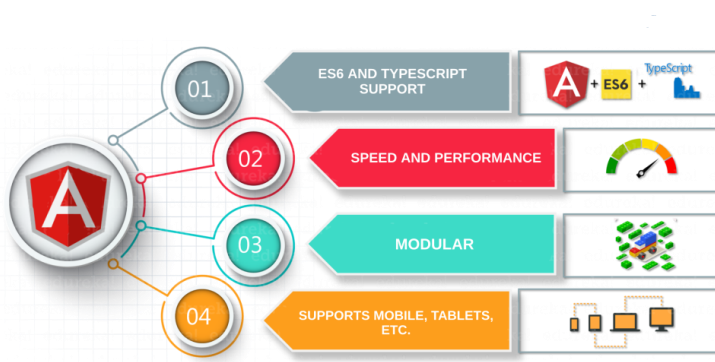 01
ES6 AND TYPESCRIPT
SUPPORT
A + ES6 + TypeScript
02
SPEED AND PERFORMANCE
A
03
MODULAR
04
SUPPORTS MOBILE, TABLETS,
ETC.